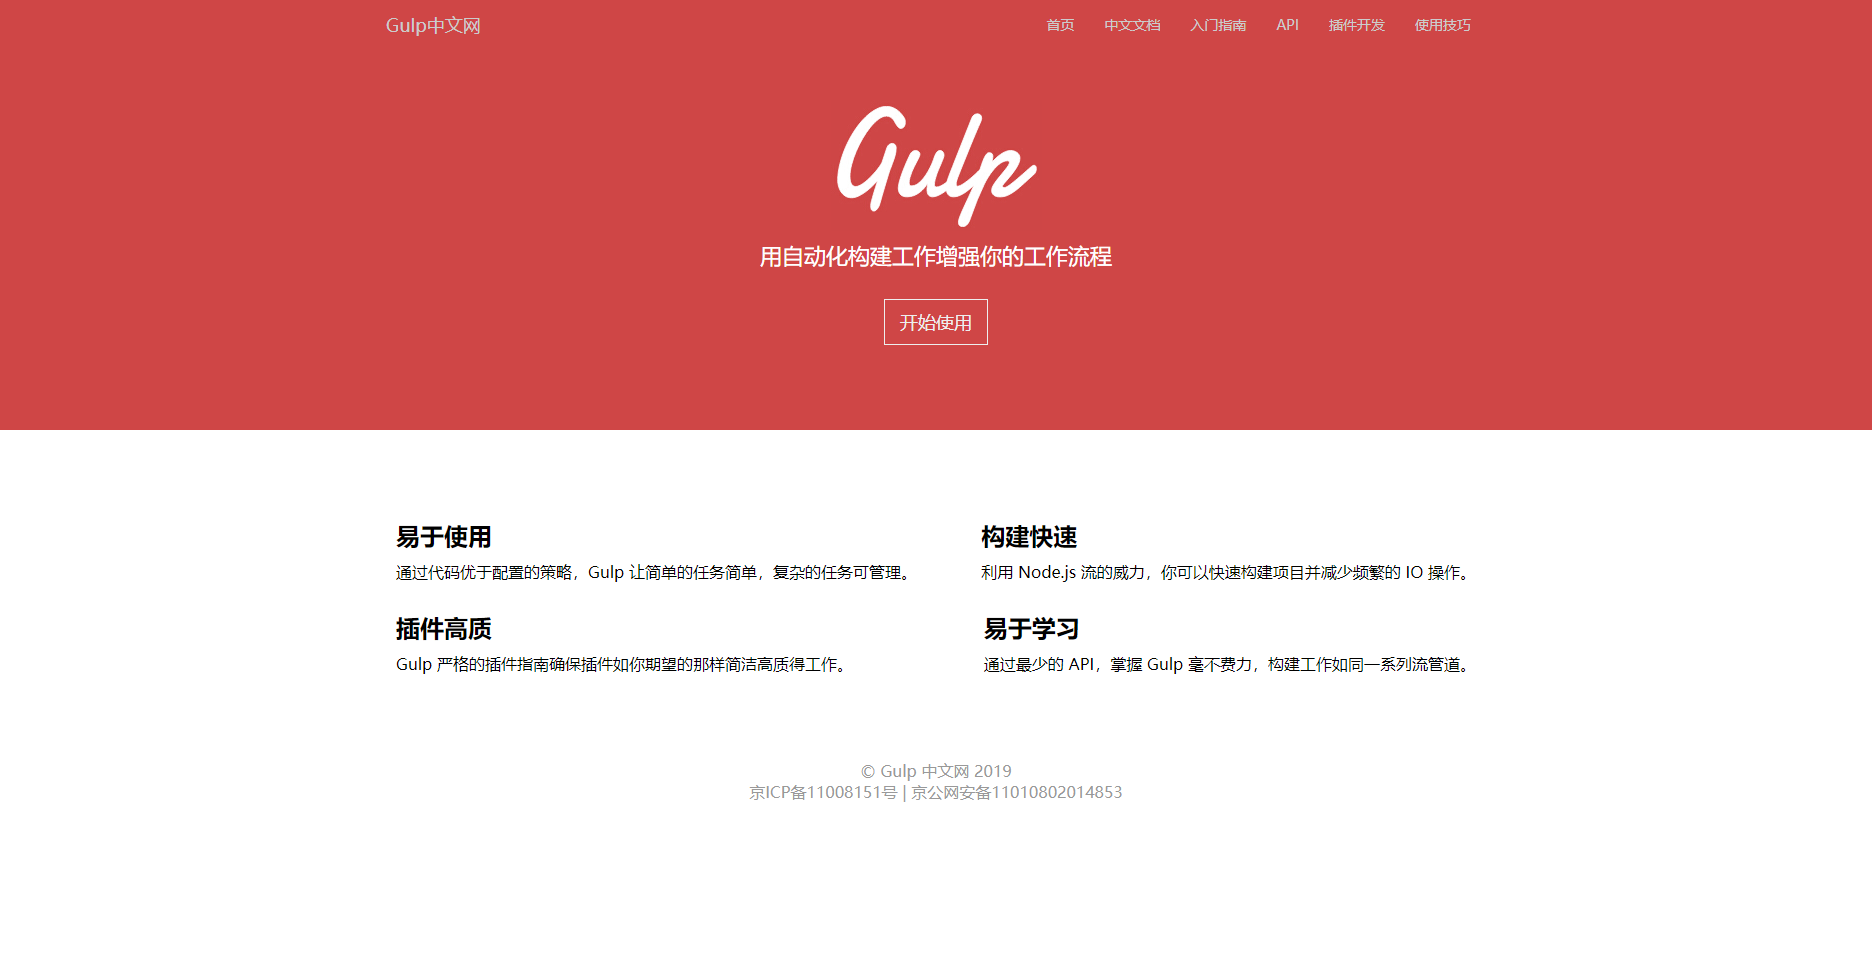 Gulp中文网 首页 中文文档 入门指南 API 插件开发 使用技巧
Gulp
用自动化构建工作增强你的工作流程
开始使用
易于使用
通过代码优于配置的策略，Gulp 让简单的任务简单，复杂的任务可管理。
构建快速
利用 Node.js 流的威力，你可以快速构建项目并减少频繁的 IO 操作。
插件高质
Gulp 严格的插件指南确保插件如你期望的那样简洁高质得工作。
易于学习
通过最少的 API，掌握 Gulp 毫不费力，构建工作如同一系列流管道。
© Gulp 中文网 2019
京ICP备11008151号 | 京公网安备11010802014853